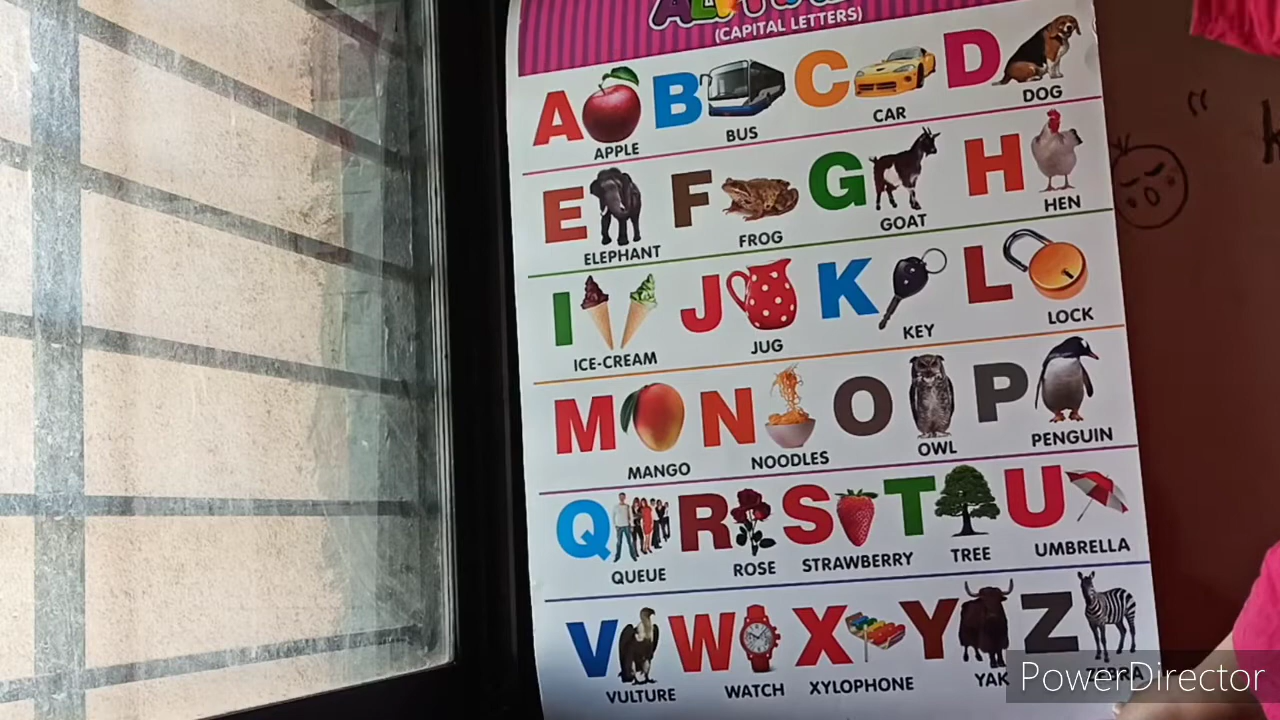 (CAPITAL LETTERS)
A B C D
APPLE BUS CAR DOG
E F G H
ELEPHANT FROG GOAT HEN
I J K L
ICE-CREAM JUG KEY LOCK
M N O P
MANGO NOODLES OWL PENGUIN
Q R S T U
QUEUE ROSE STRAWBERRY TREE UMBRELLA
V W X Y Z
VULTURE WATCH XYLOPHONE YAK ZEBRA
PowerDirector